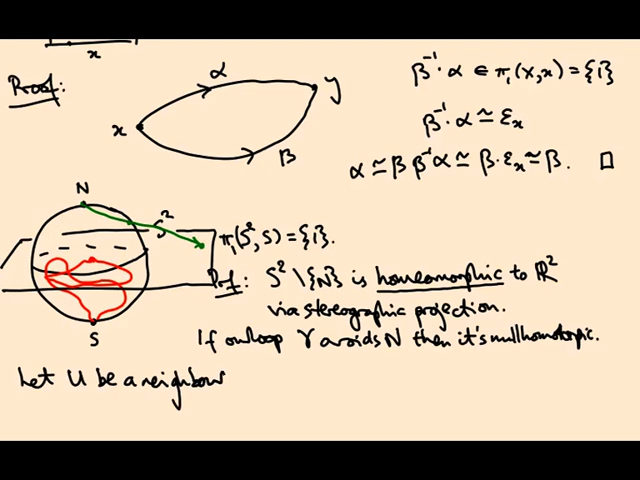 x
Proof:
α
x
y
β
β⁻¹·α ∈ π₁(X,x) = {1}
β⁻¹·α ≃ εₓ
α ≃ β β⁻¹α ≃ β·εₓ ≃ β. □
N
S²
S
π₁(S²,S) = {1}.
Prf: S² \ {N} is homeomorphic to ℝ²
via stereographic projection.
If our loop γ avoids N then it's nullhomotopic.
Let U be a neighbour